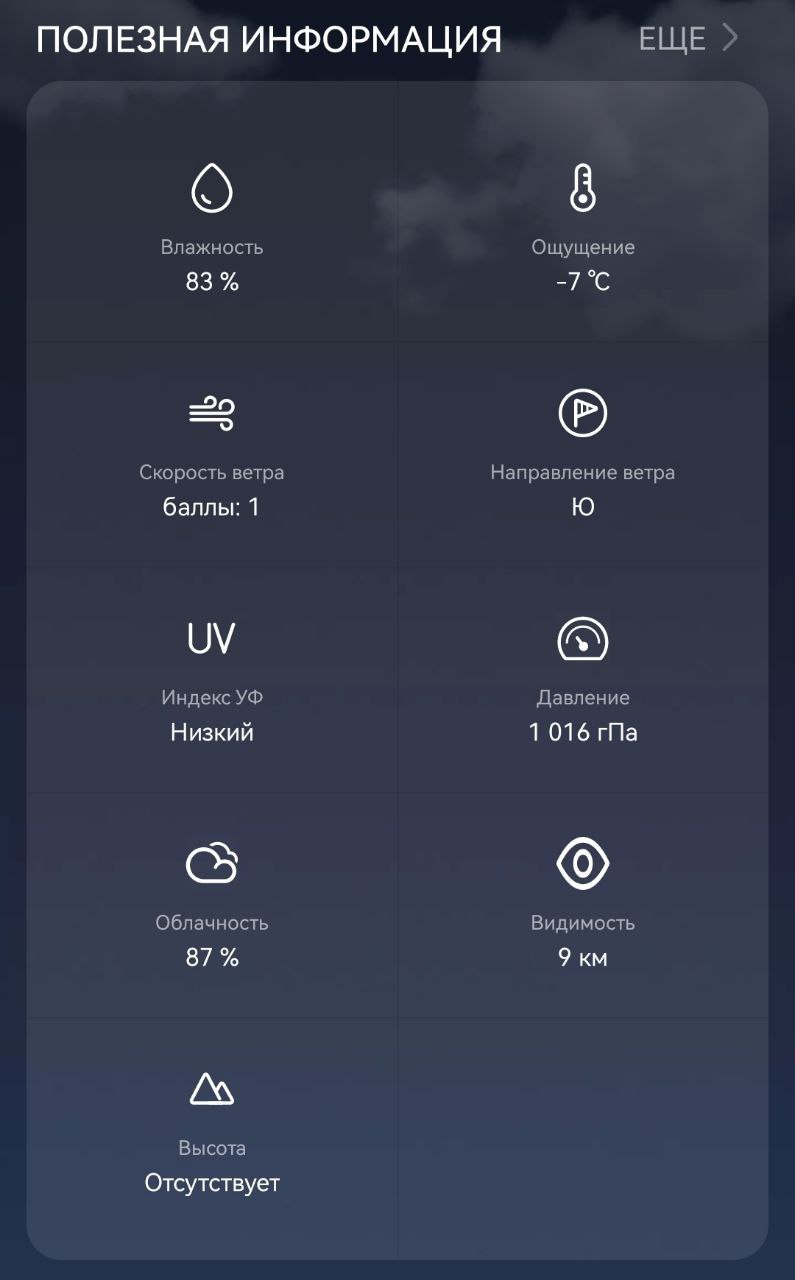 ПОЛЕЗНАЯ ИНФОРМАЦИЯ
ЕЩЕ
Влажность
83 %
Ощущение
-7 °C
Скорость ветра
баллы: 1
Направление ветра
Ю
UV
Индекс УФ
Низкий
Давление
1 016 гПа
Облачность
87 %
Видимость
9 км
Высота
Отсутствует